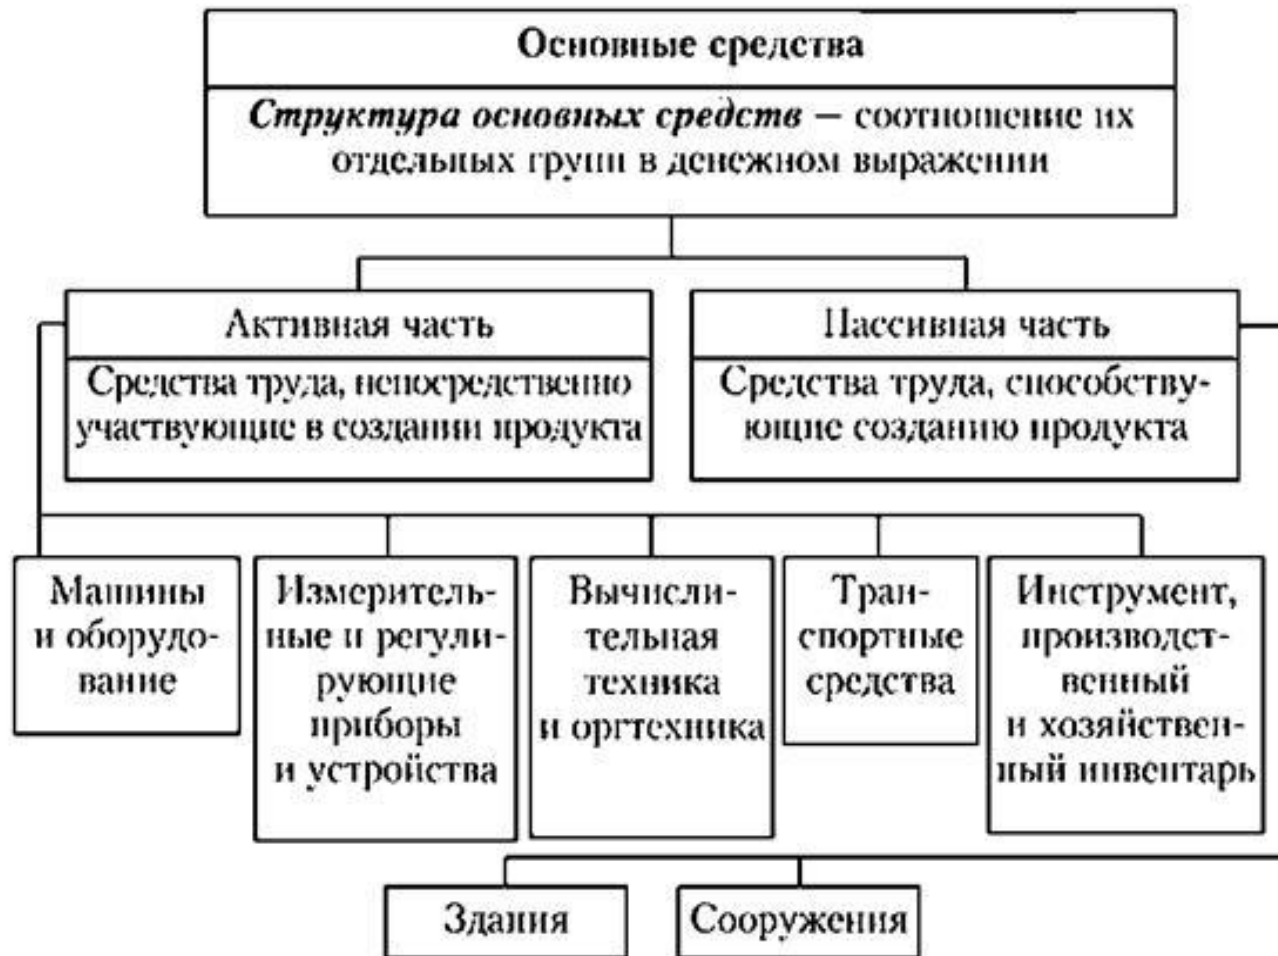 Основные средства
Структура основных средств — соотношение их
отдельных групп в денежном выражении
Активная часть
Средства труда, непосредственно
участвующие в создании продукта
Пассивная часть
Средства труда, способству-
ющие созданию продукта
Машины
и оборудо-
вание
Измеритель-
ные и регули-
рующие
приборы
и устройства
Вычисли-
тельная
техника
и оргтехника
Тран-
спортные
средства
Инструмент,
производст-
венный
и хозяйствен-
ный инвентарь
Здания
Сооружения